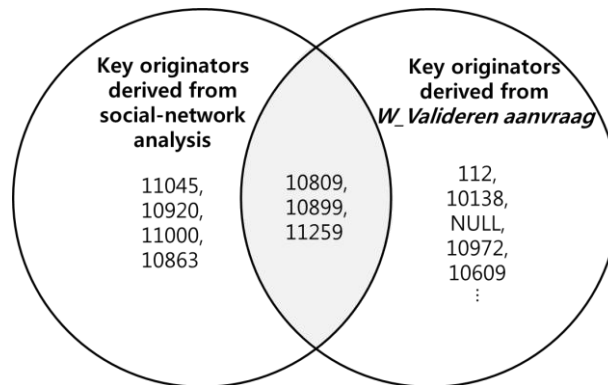 Key originators
derived from
social-network
analysis
11045,
10920,
11000,
10863
10809,
10899,
11259
Key originators
derived from
W_Valideren aanvraag
112,
10138,
NULL,
10972,
10609
⋮